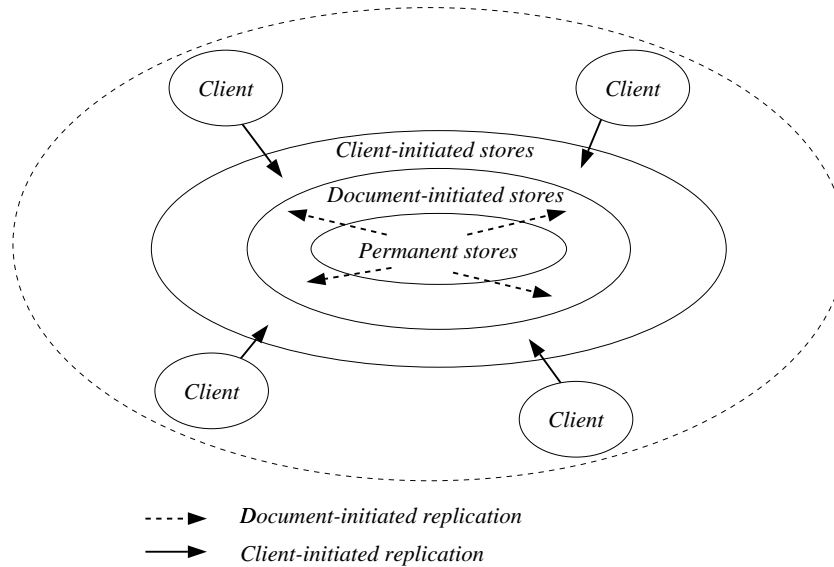 Client
Client
Client-initiated stores
Document-initiated stores
Permanent stores
Client
Client
Document-initiated replication
Client-initiated replication